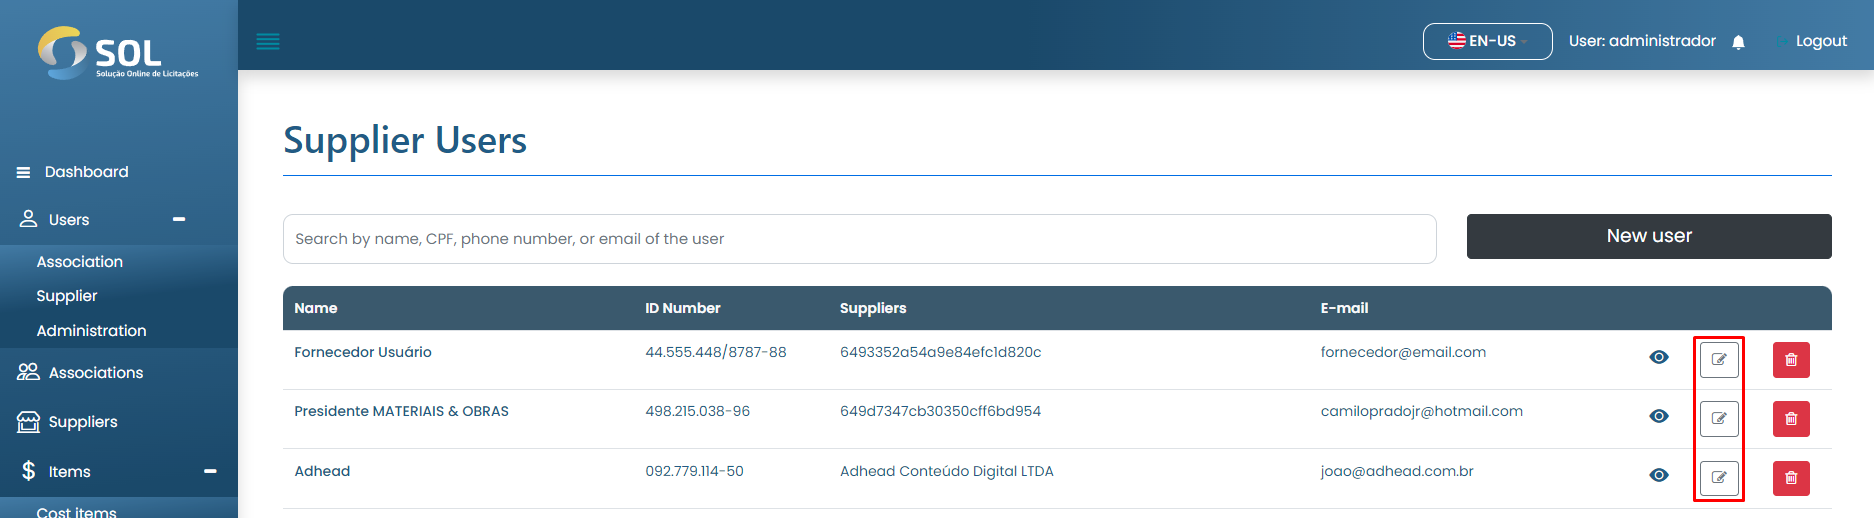 SOL
Solução Online de Licitações
EN-US
User: administrador
Logout
Dashboard
Users
Association
Supplier
Administration
Associations
Suppliers
Items
Cost items
Supplier Users
Search by name, CPF, phone number, or email of the user
New user
Name ID Number Suppliers E-mail
Fornecedor Usuário 44.555.448/8787-88 6493352a54a9e84efc1d820c fornecedor@email.com
Presidente MATERIAIS & OBRAS 498.215.038-96 649d7347cb30350cff6bd954 camilopradojr@hotmail.com
Adhead 092.779.114-50 Adhead Conteúdo Digital LTDA joao@adhead.com.br